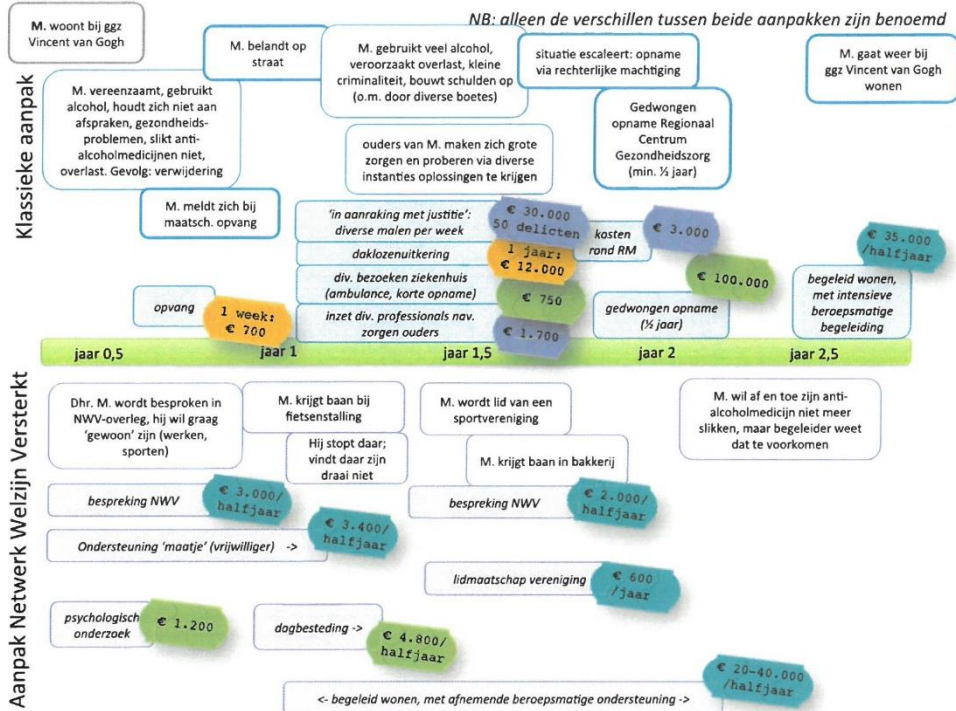 NB: alleen de verschillen tussen beide aanpakken zijn benoemd
Klassieke aanpak
M. woont bij ggz
Vincent van Gogh
M. vereenzaamt, gebruikt
alcohol, houdt zich niet aan
afspraken, gezondheids-
problemen, slikt anti-
alcoholmedicijnen niet,
overlast. Gevolg: verwijdering
M. belandt op
straat
M. meldt zich bij
maatsch. opvang
M. gebruikt veel alcohol,
veroorzaakt overlast, kleine
criminaliteit, bouwt schulden op
(o.m. door diverse boetes)
ouders van M. maken zich grote
zorgen en proberen via diverse
instanties oplossingen te krijgen
situatie escaleert: opname
via rechterlijke machtiging
Gedwongen
opname Regionaal
Centrum
Gezondheidszorg
(min. ½ jaar)
M. gaat weer bij
ggz Vincent van Gogh
wonen
opvang
1 week:
€ 700
'in aanraking met justitie':
diverse malen per week
€ 30.000
50 delicten
daklozenuitkering
1 jaar:
€ 12.000
div. bezoeken ziekenhuis
(ambulance, korte opname)
€ 750
inzet div. professionals nav.
zorgen ouders
€ 1.700
kosten
rond RM
€ 3.000
gedwongen opname
(½ jaar)
€ 100.000
begeleid wonen,
met intensieve
beroepsmatige
begeleiding
€ 35.000
/halfjaar
jaar 0,5
jaar 1
jaar 1,5
jaar 2
jaar 2,5
Aanpak Netwerk Welzijn Versterkt
Dhr. M. wordt besproken in
NWV-overleg, hij wil graag
'gewoon' zijn (werken,
sporten)
M. krijgt baan bij
fietsenstalling
Hij stopt daar;
vindt daar zijn
draai niet
M. wordt lid van een
sportvereniging
M. krijgt baan in bakkerij
M. wil af en toe zijn anti-
alcoholmedicijn niet meer
slikken, maar begeleider weet
dat te voorkomen
bespreking NWV
€ 3.000/
halfjaar
bespreking NWV
€ 2.000/
halfjaar
Ondersteuning 'maatje' (vrijwilliger) ->
€ 3.400/
halfjaar
lidmaatschap vereniging
€ 600
/jaar
psychologisch
onderzoek
€ 1.200
dagbesteding ->
€ 4.800/
halfjaar
<- begeleid wonen, met afnemende beroepsmatige ondersteuning ->
€ 20-40.000
/halfjaar